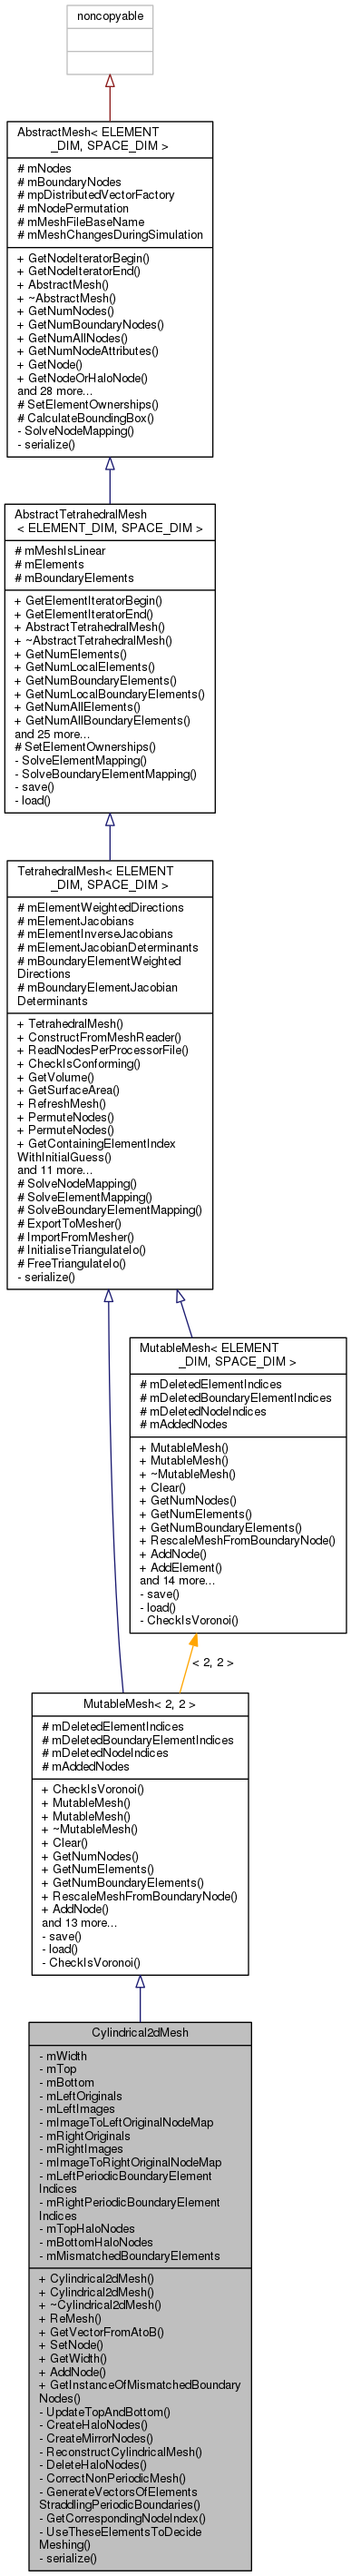 noncopyable
AbstractMesh< ELEMENT
_DIM, SPACE_DIM >
# mNodes
# mBoundaryNodes
# mpDistributedVectorFactory
# mNodePermutation
# mMeshFileBaseName
# mMeshChangesDuringSimulation
+ GetNodeIteratorBegin()
+ GetNodeIteratorEnd()
+ AbstractMesh()
+ ~AbstractMesh()
+ GetNumNodes()
+ GetNumBoundaryNodes()
+ GetNumAllNodes()
+ GetNumNodeAttributes()
+ GetNode()
+ GetNodeOrHaloNode()
and 28 more...
# SetElementOwnerships()
# CalculateBoundingBox()
- SolveNodeMapping()
- serialize()
AbstractTetrahedralMesh
< ELEMENT_DIM, SPACE_DIM >
# mMeshIsLinear
# mElements
# mBoundaryElements
+ GetElementIteratorBegin()
+ GetElementIteratorEnd()
+ AbstractTetrahedralMesh()
+ ~AbstractTetrahedralMesh()
+ GetNumElements()
+ GetNumLocalElements()
+ GetNumBoundaryElements()
+ GetNumLocalBoundaryElements()
+ GetNumAllElements()
+ GetNumAllBoundaryElements()
and 25 more...
# SetElementOwnerships()
- SolveElementMapping()
- SolveBoundaryElementMapping()
- save()
- load()
TetrahedralMesh< ELEMENT
_DIM, SPACE_DIM >
# mElementWeightedDirections
# mElementJacobians
# mElementInverseJacobians
# mElementJacobianDeterminants
# mBoundaryElementWeighted
Directions
# mBoundaryElementJacobian
Determinants
+ TetrahedralMesh()
+ ConstructFromMeshReader()
+ ReadNodesPerProcessorFile()
+ CheckIsConforming()
+ GetVolume()
+ GetSurfaceArea()
+ RefreshMesh()
+ PermuteNodes()
+ PermuteNodes()
+ GetContainingElementIndex
WithInitialGuess()
and 11 more...
# SolveNodeMapping()
# SolveElementMapping()
# SolveBoundaryElementMapping()
# ExportToMesher()
# ImportFromMesher()
# InitialiseTriangulateIo()
# FreeTriangulateIo()
- serialize()
MutableMesh< ELEMENT
_DIM, SPACE_DIM >
# mDeletedElementIndices
# mDeletedBoundaryElementIndices
# mDeletedNodeIndices
# mAddedNodes
+ MutableMesh()
+ MutableMesh()
+ ~MutableMesh()
+ Clear()
+ GetNumNodes()
+ GetNumElements()
+ GetNumBoundaryElements()
+ RescaleMeshFromBoundaryNode()
+ AddNode()
+ AddElement()
and 14 more...
- save()
- load()
- CheckIsVoronoi()
< 2, 2 >
MutableMesh< 2, 2 >
# mDeletedElementIndices
# mDeletedBoundaryElementIndices
# mDeletedNodeIndices
# mAddedNodes
+ CheckIsVoronoi()
+ MutableMesh()
+ MutableMesh()
+ ~MutableMesh()
+ Clear()
+ GetNumNodes()
+ GetNumElements()
+ GetNumBoundaryElements()
+ RescaleMeshFromBoundaryNode()
+ AddNode()
and 13 more...
- save()
- load()
- CheckIsVoronoi()
Cylindrical2dMesh
- mWidth
- mTop
- mBottom
- mLeftOriginals
- mLeftImages
- mImageToLeftOriginalNodeMap
- mRightOriginals
- mRightImages
- mImageToRightOriginalNodeMap
- mLeftPeriodicBoundaryElement
Indices
- mRightPeriodicBoundaryElement
Indices
- mTopHaloNodes
- mBottomHaloNodes
- mMismatchedBoundaryElements
+ Cylindrical2dMesh()
+ Cylindrical2dMesh()
+ ~Cylindrical2dMesh()
+ ReMesh()
+ GetVectorFromAtoB()
+ SetNode()
+ GetWidth()
+ AddNode()
+ GetInstanceOfMismatchedBoundary
Nodes()
- UpdateTopAndBottom()
- CreateHaloNodes()
- CreateMirrorNodes()
- ReconstructCylindricalMesh()
- DeleteHaloNodes()
- CorrectNonPeriodicMesh()
- GenerateVectorsOfElements
StraddlingPeriodicBoundaries()
- GetCorrespondingNodeIndex()
- UseTheseElementsToDecide
Meshing()
- serialize()